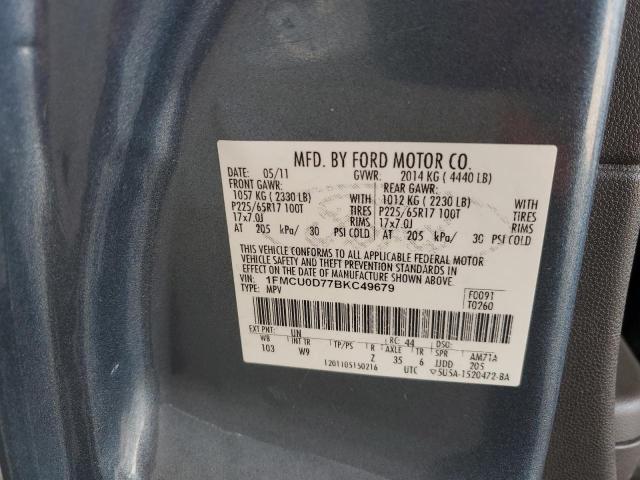 MFD. BY FORD MOTOR CO.
DATE: 05/11 GVWR: 2014 KG ( 4440 LB)
FRONT GAWR: REAR GAWR:
1057 KG ( 2330 LB) WITH 1012 KG ( 2230 LB) WITH
P225/65R17 100T TIRES P225/65R17 100T TIRES
17x7.0J RIMS 17x7.0J RIMS
AT 205 kPa/ 30 PSI COLD AT 205 kPa/ 30 PSI COLD
THIS VEHICLE CONFORMS TO ALL APPLICABLE FEDERAL MOTOR
VEHICLE SAFETY AND THEFT PREVENTION STANDARDS IN
EFFECT ON THE DATE OF MANUFACTURE SHOWN ABOVE.
VIN: 1FMCU0D77BKC49679 F0091
TYPE: MPV T0260
EXT PNT: UN RC: 44 DSO:
WB INT TR TP/PS R AXLE TR SPR AM7TA
103 W9 Z 35 6 JJDD 205
1201105150216 UTC 5U5A-1520472-BA